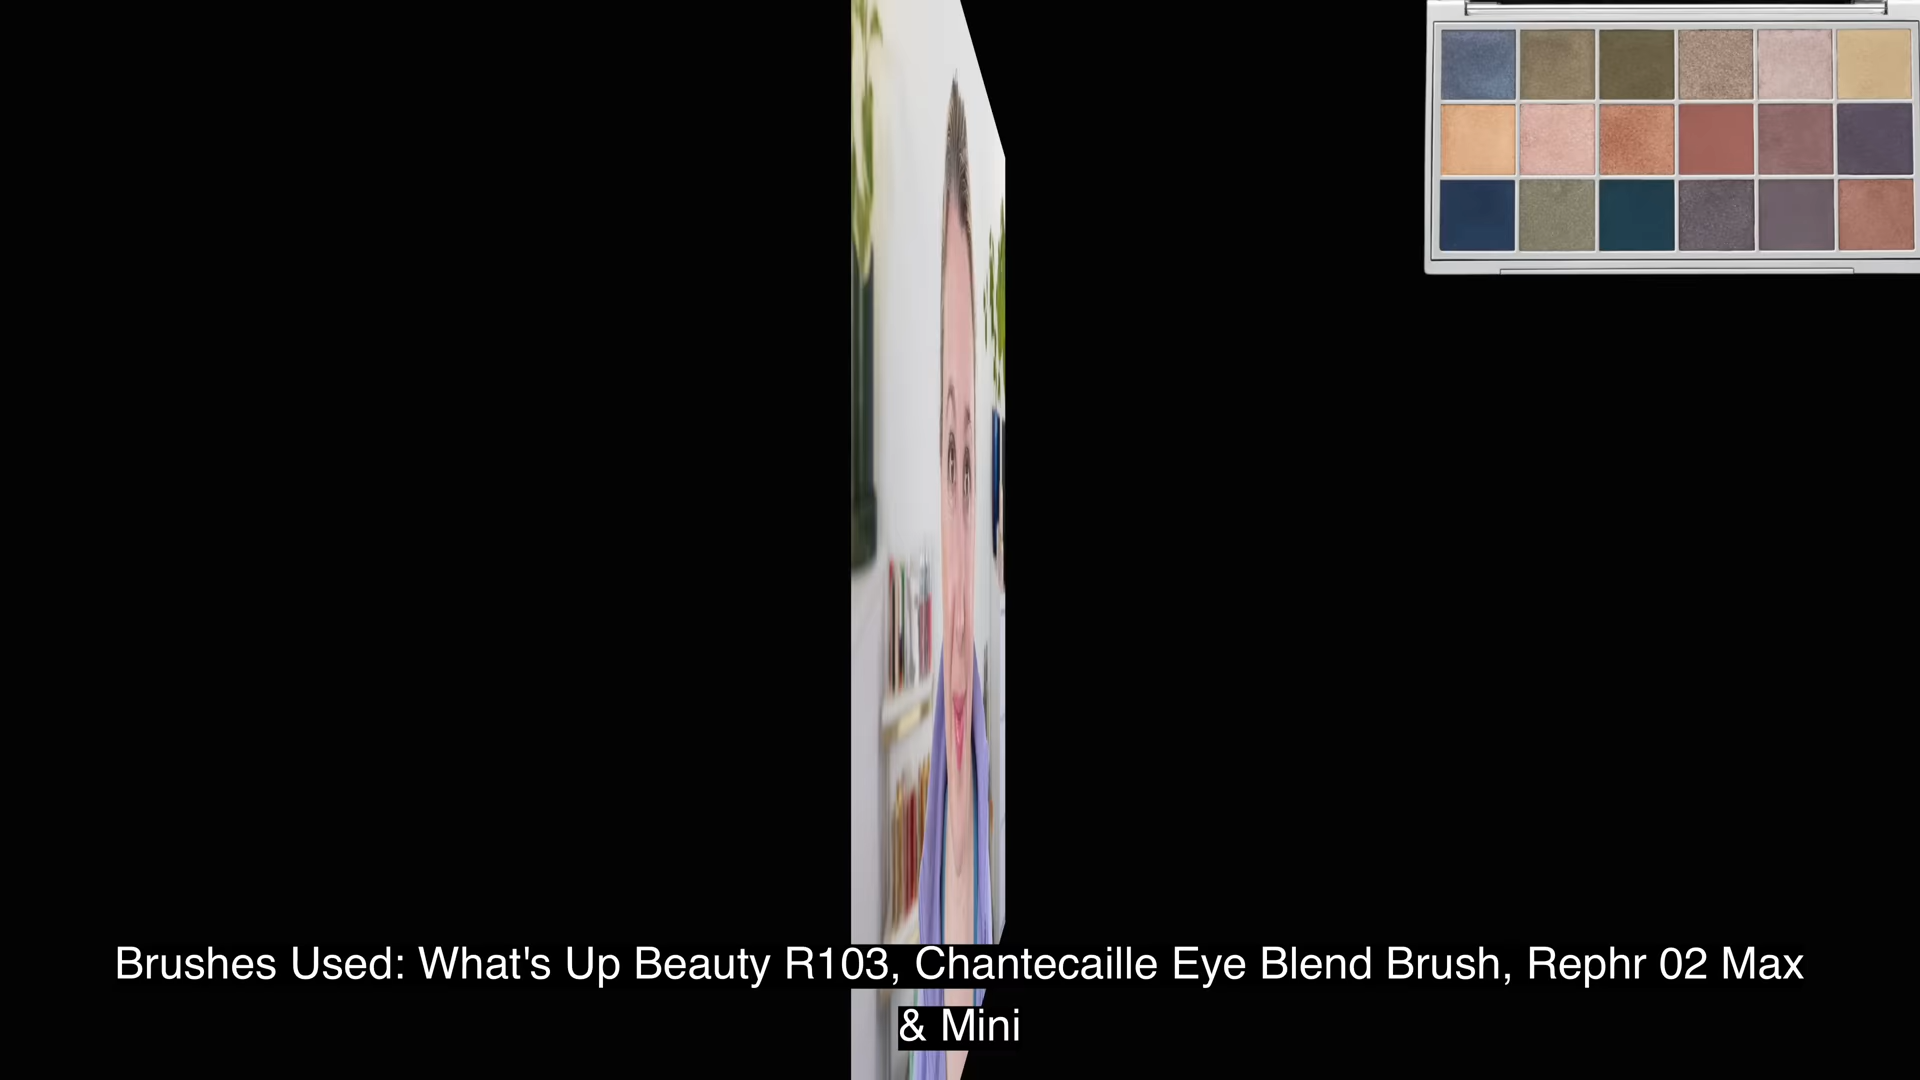 Brushes Used: What's Up Beauty R103, Chantecaille Eye Blend Brush, Rephr 02 Max
& Mini